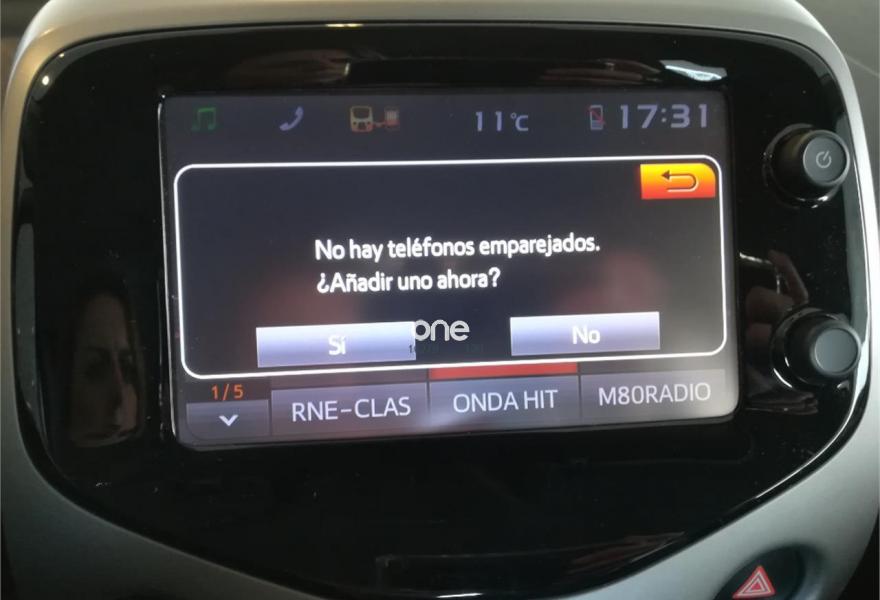 11°C
17:31
No hay teléfonos emparejados.
¿Añadir uno ahora?
Sí
one
No
1/5
RNE-CLAS
ONDA HIT
M80RADIO